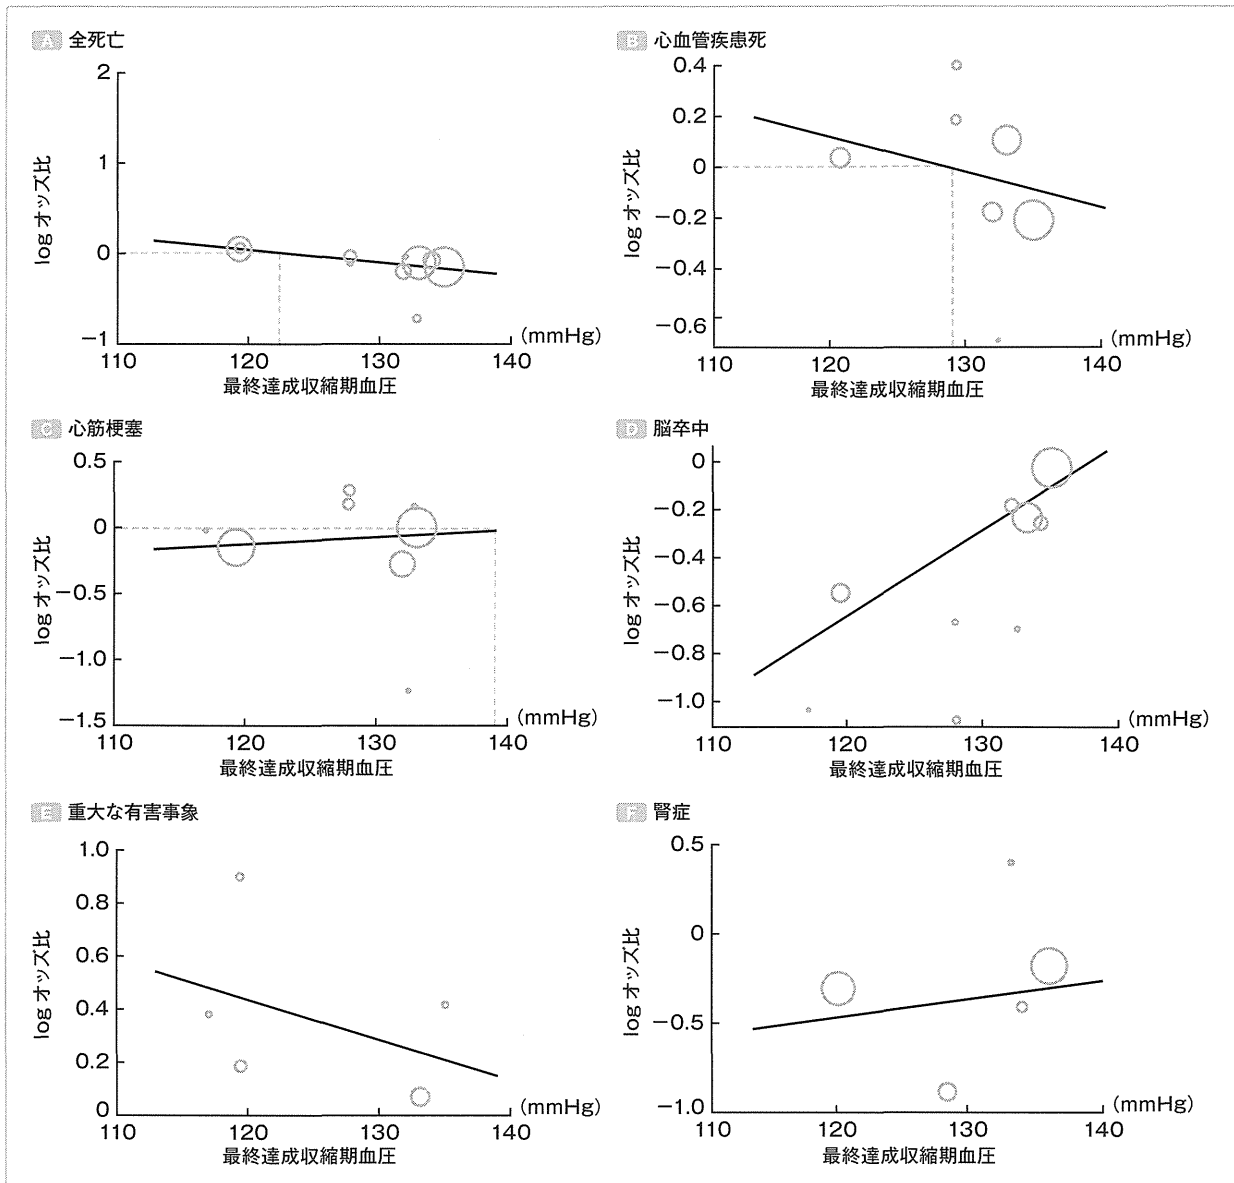 A 全死亡
2
1
0
−1
log オッズ比
110 120 130 140
(mmHg)
最終達成収縮期血圧
B 心血管疾患死
0.4
0.2
0
−0.2
−0.4
−0.6
log オッズ比
110 120 130 140
(mmHg)
最終達成収縮期血圧
C 心筋梗塞
0.5
0
−0.5
−1.0
−1.5
log オッズ比
110 120 130 140
(mmHg)
最終達成収縮期血圧
D 脳卒中
0
−0.2
−0.4
−0.6
−0.8
−1.0
log オッズ比
110 120 130 140
(mmHg)
最終達成収縮期血圧
E 重大な有害事象
1.0
0.8
0.6
0.4
0.2
0
log オッズ比
110 120 130 140
(mmHg)
最終達成収縮期血圧
F 腎症
0.5
0
−0.5
−1.0
log オッズ比
110 120 130 140
(mmHg)
最終達成収縮期血圧